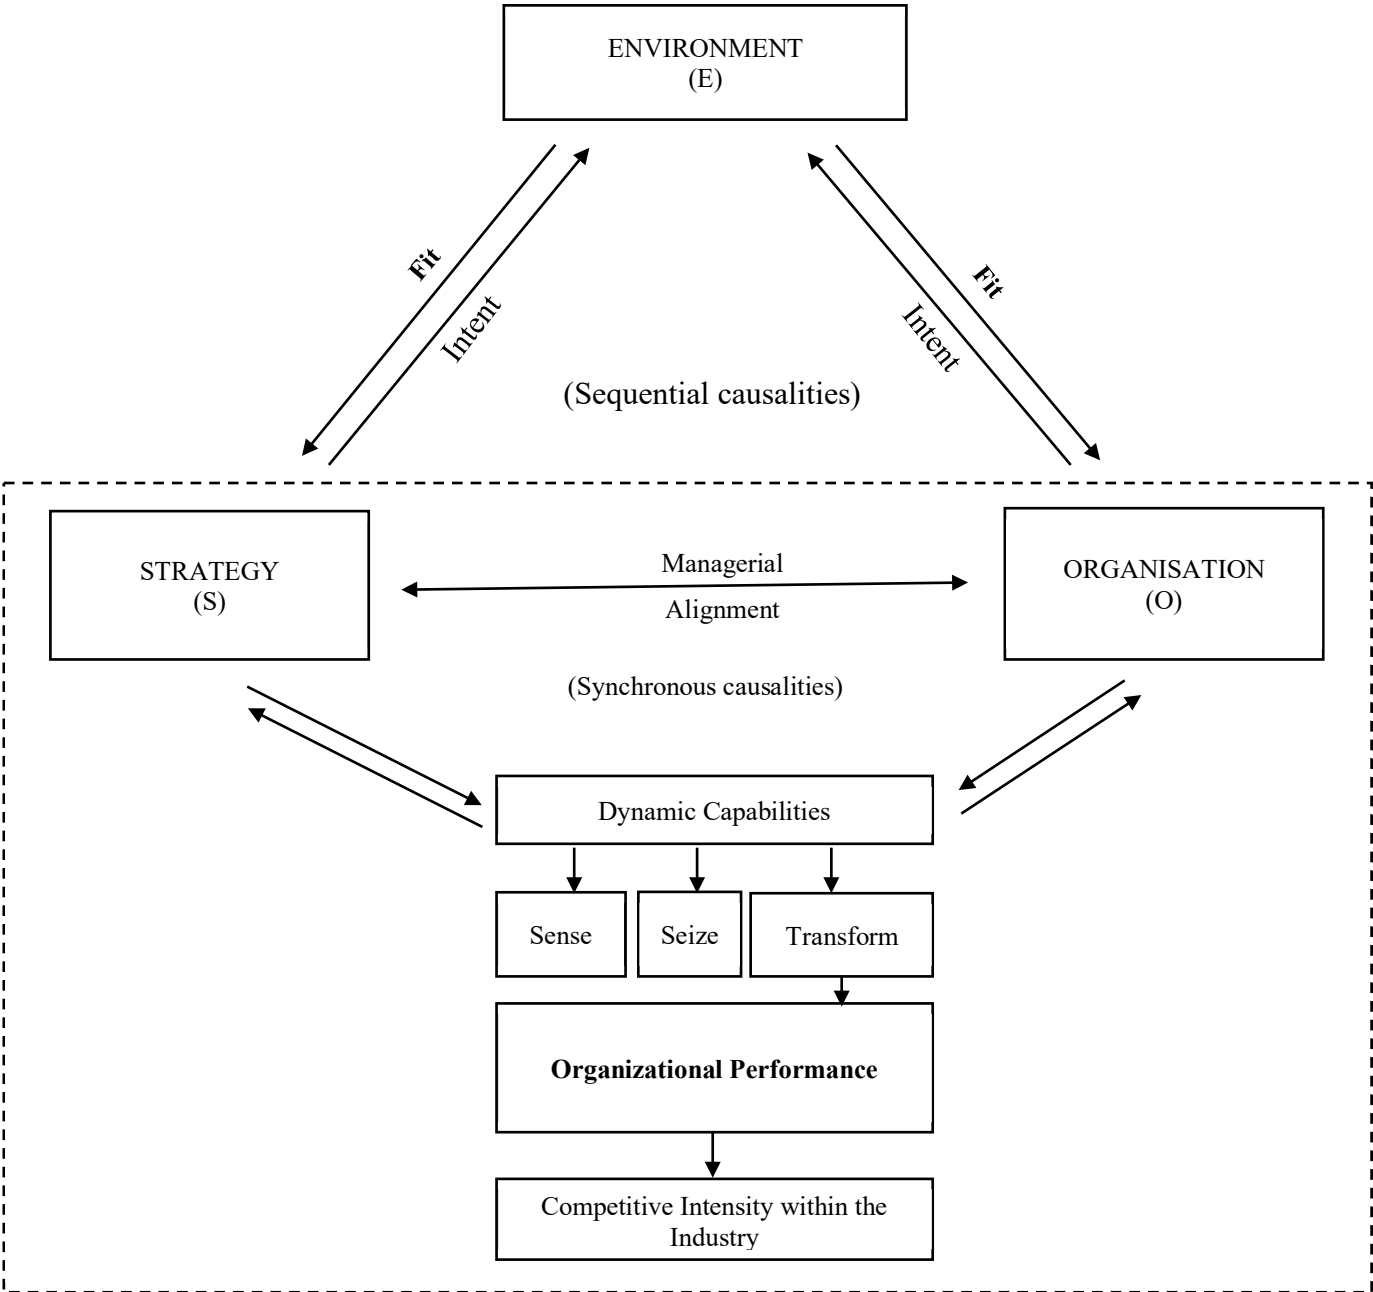 ENVIRONMENT
(E)
Fit
Fit
Intent
Intent
(Sequential causalities)
STRATEGY
(S)
Managerial
Alignment
ORGANISATION
(O)
(Synchronous causalities)
Dynamic Capabilities
Sense
Seize
Transform
Organizational Performance
Competitive Intensity within the
Industry